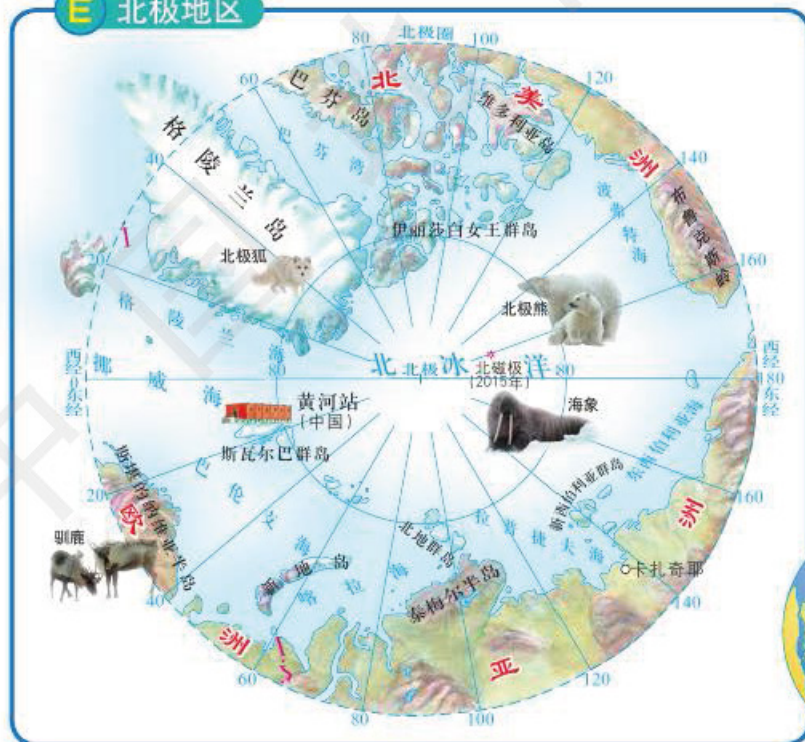 E 北极地区
80 北极圈 100
60
120
巴芬岛
北美洲
维多利亚岛
格陵兰岛
40
巴芬湾
140
波弗特海
布鲁克斯岭
伊丽莎白女王群岛
北极狐
160
20
北极熊
格陵兰海
北冰洋
北极
北磁极
(2015年)
西经 0 东经
挪威海
80
80
西经 180 东经
黄河站
(中国)
海象
斯瓦尔巴群岛
东西伯利亚海
新西伯利亚群岛
斯堪的纳维亚半岛
20
巴伦支海
160
欧洲
驯鹿
北地群岛
拉普捷夫海
亚洲
新地岛
喀拉海
泰梅尔半岛
卡扎奇耶
40
140
60
120
80
100